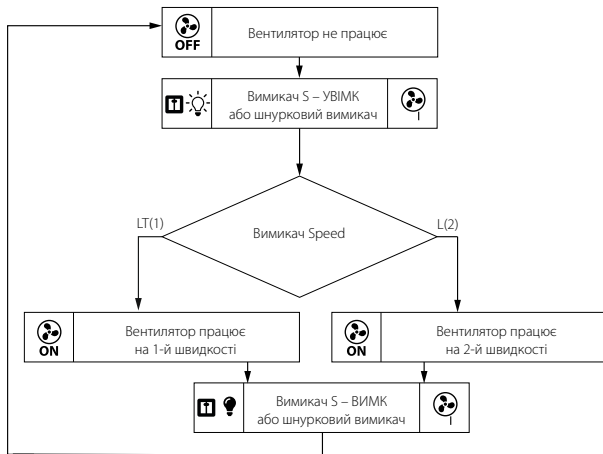 OFF
Вентилятор не працює
Вимикач S – УВІМК
або шнурковий вимикач
LT(1)
Вимикач Speed
L(2)
ON
Вентилятор працює
на 1-й швидкості
ON
Вентилятор працює
на 2-й швидкості
Вимикач S – ВИМК
або шнурковий вимикач